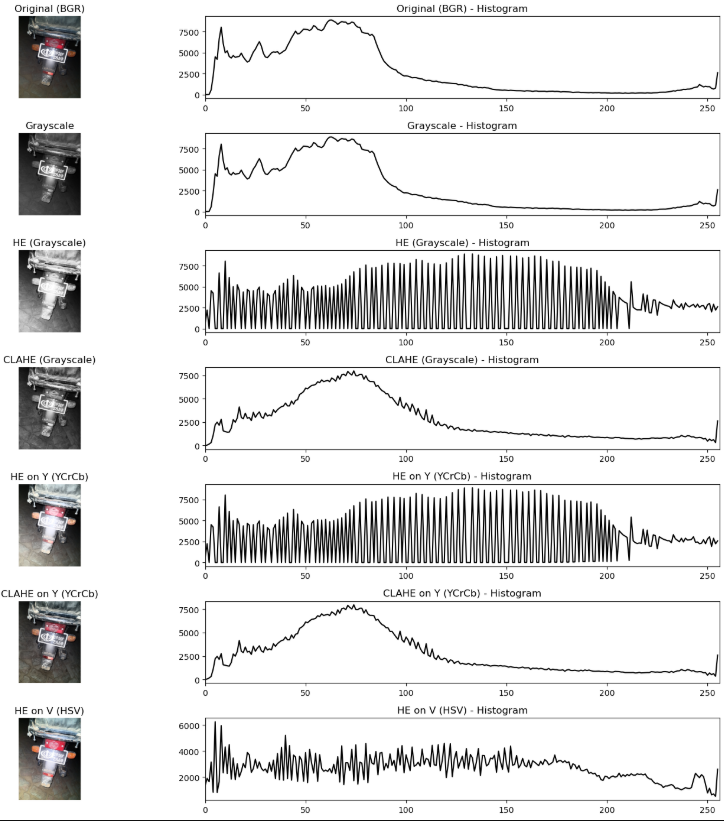 Original (BGR)
Original (BGR) - Histogram
7500
5000
2500
0
0 50 100 150 200 250
Grayscale
Grayscale - Histogram
7500
5000
2500
0
0 50 100 150 200 250
HE (Grayscale)
HE (Grayscale) - Histogram
7500
5000
2500
0
0 50 100 150 200 250
CLAHE (Grayscale)
CLAHE (Grayscale) - Histogram
7500
5000
2500
0
0 50 100 150 200 250
HE on Y (YCrCb)
HE on Y (YCrCb) - Histogram
7500
5000
2500
0
0 50 100 150 200 250
CLAHE on Y (YCrCb)
CLAHE on Y (YCrCb) - Histogram
7500
5000
2500
0
0 50 100 150 200 250
HE on V (HSV)
HE on V (HSV) - Histogram
6000
4000
2000
0 50 100 150 200 250